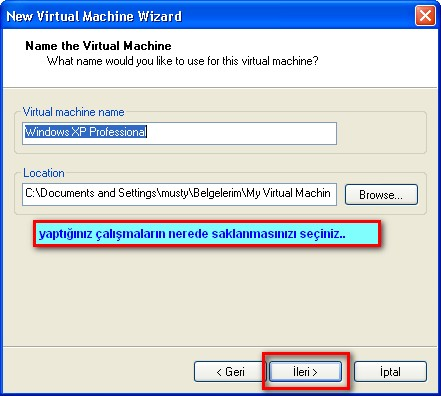 New Virtual Machine Wizard
Name the Virtual Machine
What name would you like to use for this virtual machine?
Virtual machine name
Windows XP Professional
Location
C:\Documents and Settings\musty\Belgelerim\My Virtual Machin
Browse...
yaptığınız çalışmaların nerede saklanmasınızı seçiniz..
< Geri
İleri >
İptal